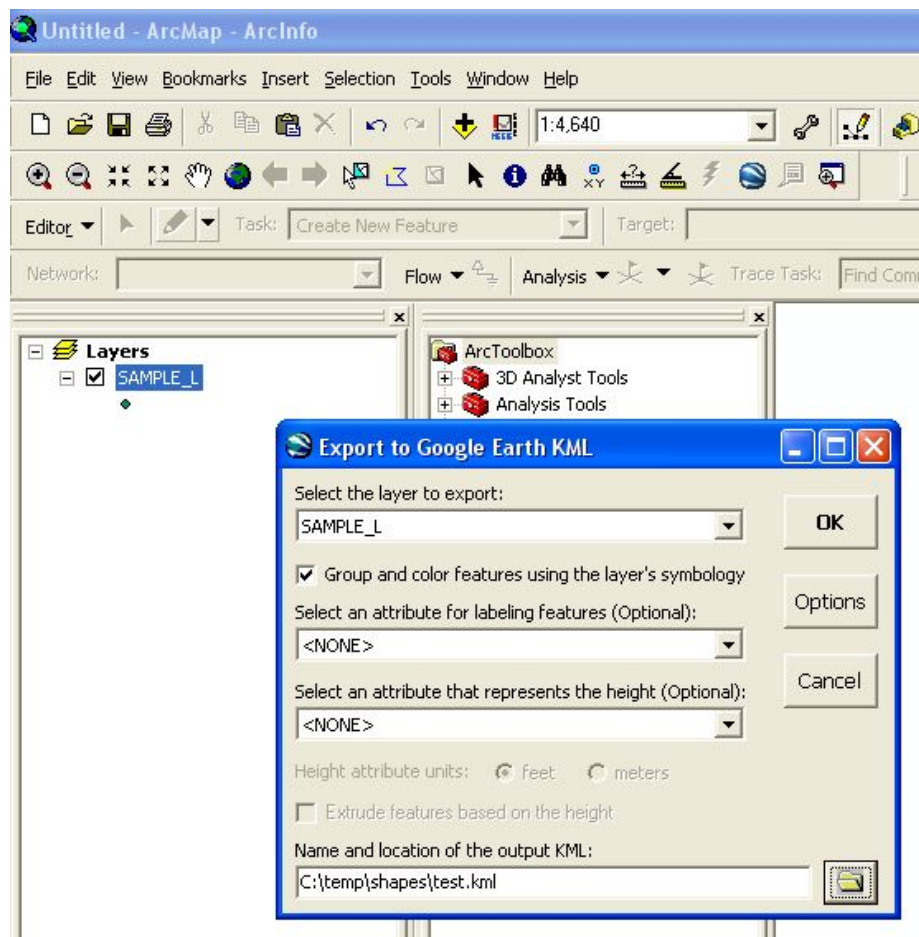 Untitled - ArcMap - ArcInfo
File Edit View Bookmarks Insert Selection Tools Window Help
1:4,640
Editor Task: Create New Feature Target:
Network: Flow Analysis Trace Task: Find Com
Layers
SAMPLE_L
ArcToolbox
3D Analyst Tools
Analysis Tools
Export to Google Earth KML
Select the layer to export:
SAMPLE_L
OK
Group and color features using the layer's symbology
Options
Select an attribute for labeling features (Optional):
<NONE>
Cancel
Select an attribute that represents the height (Optional):
<NONE>
Height attribute units: feet meters
Extrude features based on the height
Name and location of the output KML:
C:\temp\shapes\test.kml